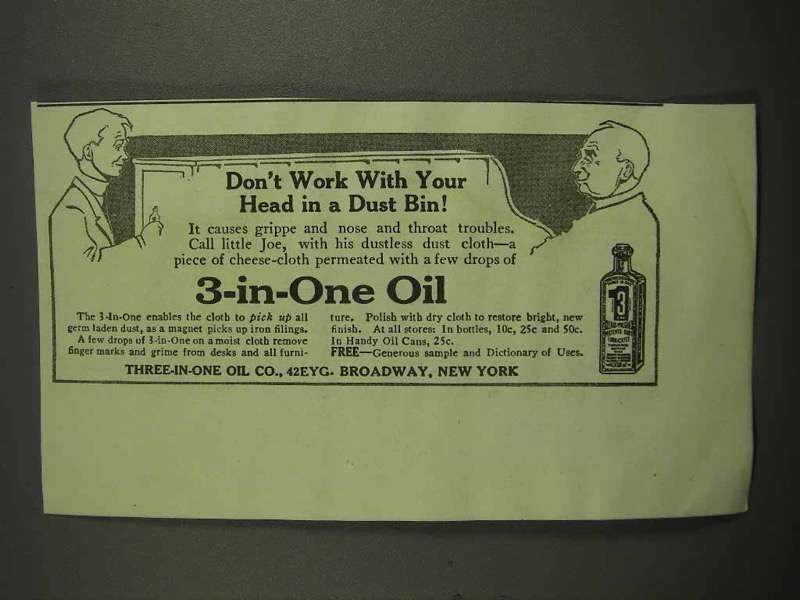 Don't Work With Your
Head in a Dust Bin!
It causes grippe and nose and throat troubles.
Call little Joe, with his dustless dust cloth—a
piece of cheese-cloth permeated with a few drops of
3-in-One Oil
The 3-In-One enables the cloth to pick up all
germ laden dust, as a magnet picks up iron filings.
A few drops of 3-in-One on a moist cloth remove
finger marks and grime from desks and all furni-
ture. Polish with dry cloth to restore bright, new
finish. At all stores: In bottles, 10c, 25c and 50c.
In Handy Oil Cans, 25c.
FREE—Generous sample and Dictionary of Uses.
THREE-IN-ONE OIL CO., 42EYG. BROADWAY, NEW YORK
3